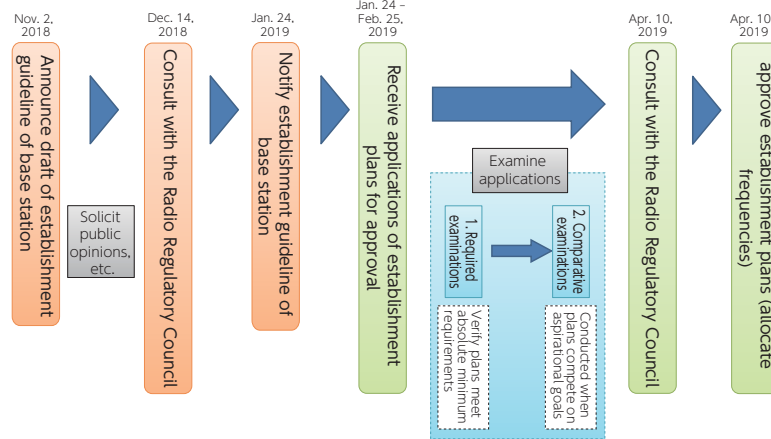 Nov. 2,
2018
Announce draft of establishment
guideline of base station
Solicit
public
opinions,
etc.
Dec. 14,
2018
Consult with the Radio Regulatory Council
Jan. 24,
2019
Notify establishment guideline of
base station
Jan. 24 –
Feb. 25,
2019
Receive applications of establishment
plans for approval
Examine
applications
1. Required
examinations
Verify plans meet
absolute minimum
requirements
2. Comparative
examinations
Conducted when
plans compete on
aspirational goals
Apr. 10,
2019
Consult with the Radio Regulatory Council
Apr. 10
2019
approve establishment plans (allocate
frequencies)